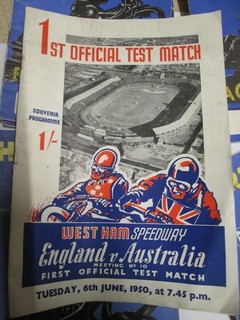 1ST OFFICIAL TEST MATCH
SOUVENIR
PROGRAMME
1/-
WEST HAM SPEEDWAY
England v Australia
MEETING No 10
FIRST OFFICIAL TEST MATCH
TUESDAY, 6TH JUNE, 1950, AT 7.45 P.M.